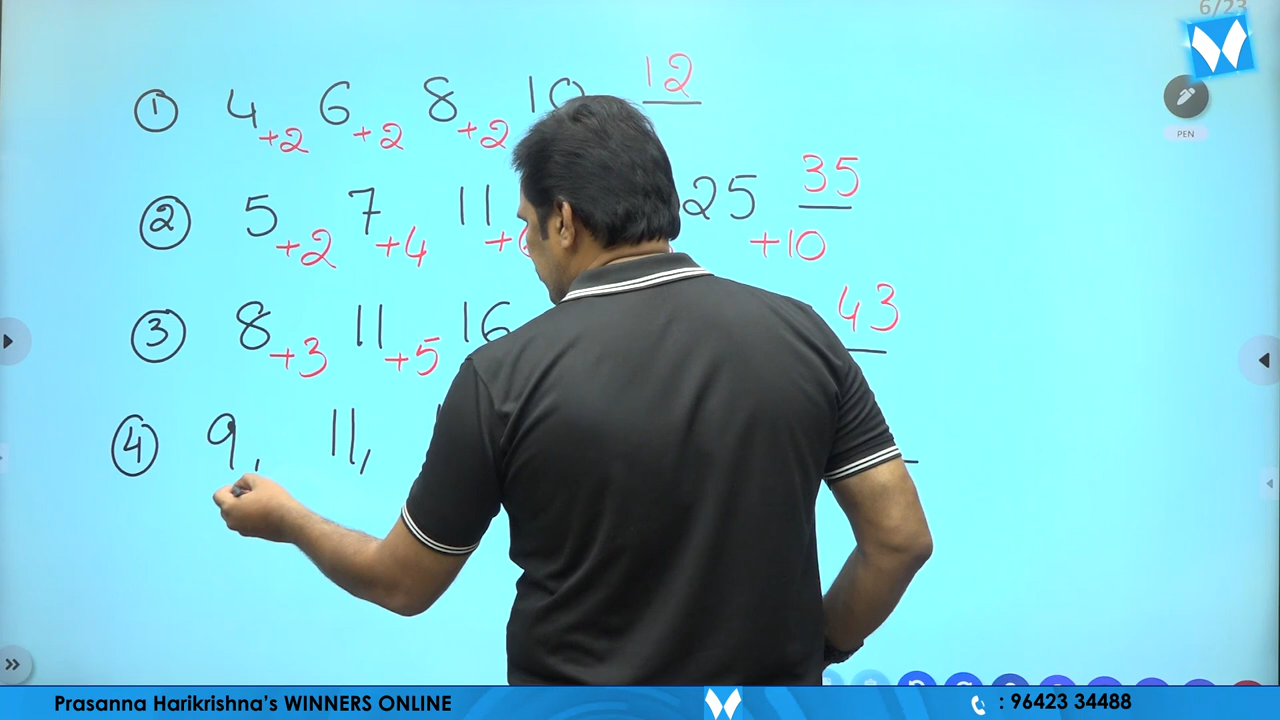 6/23
PEN
① 4 6 8 10 12
+2 +2 +2
② 5 7 11 25 35
+2 +4 +10
③ 8 11 16 43
+3 +5
④ 9, 11,
Prasanna Harikrishna's WINNERS ONLINE : 96423 34488